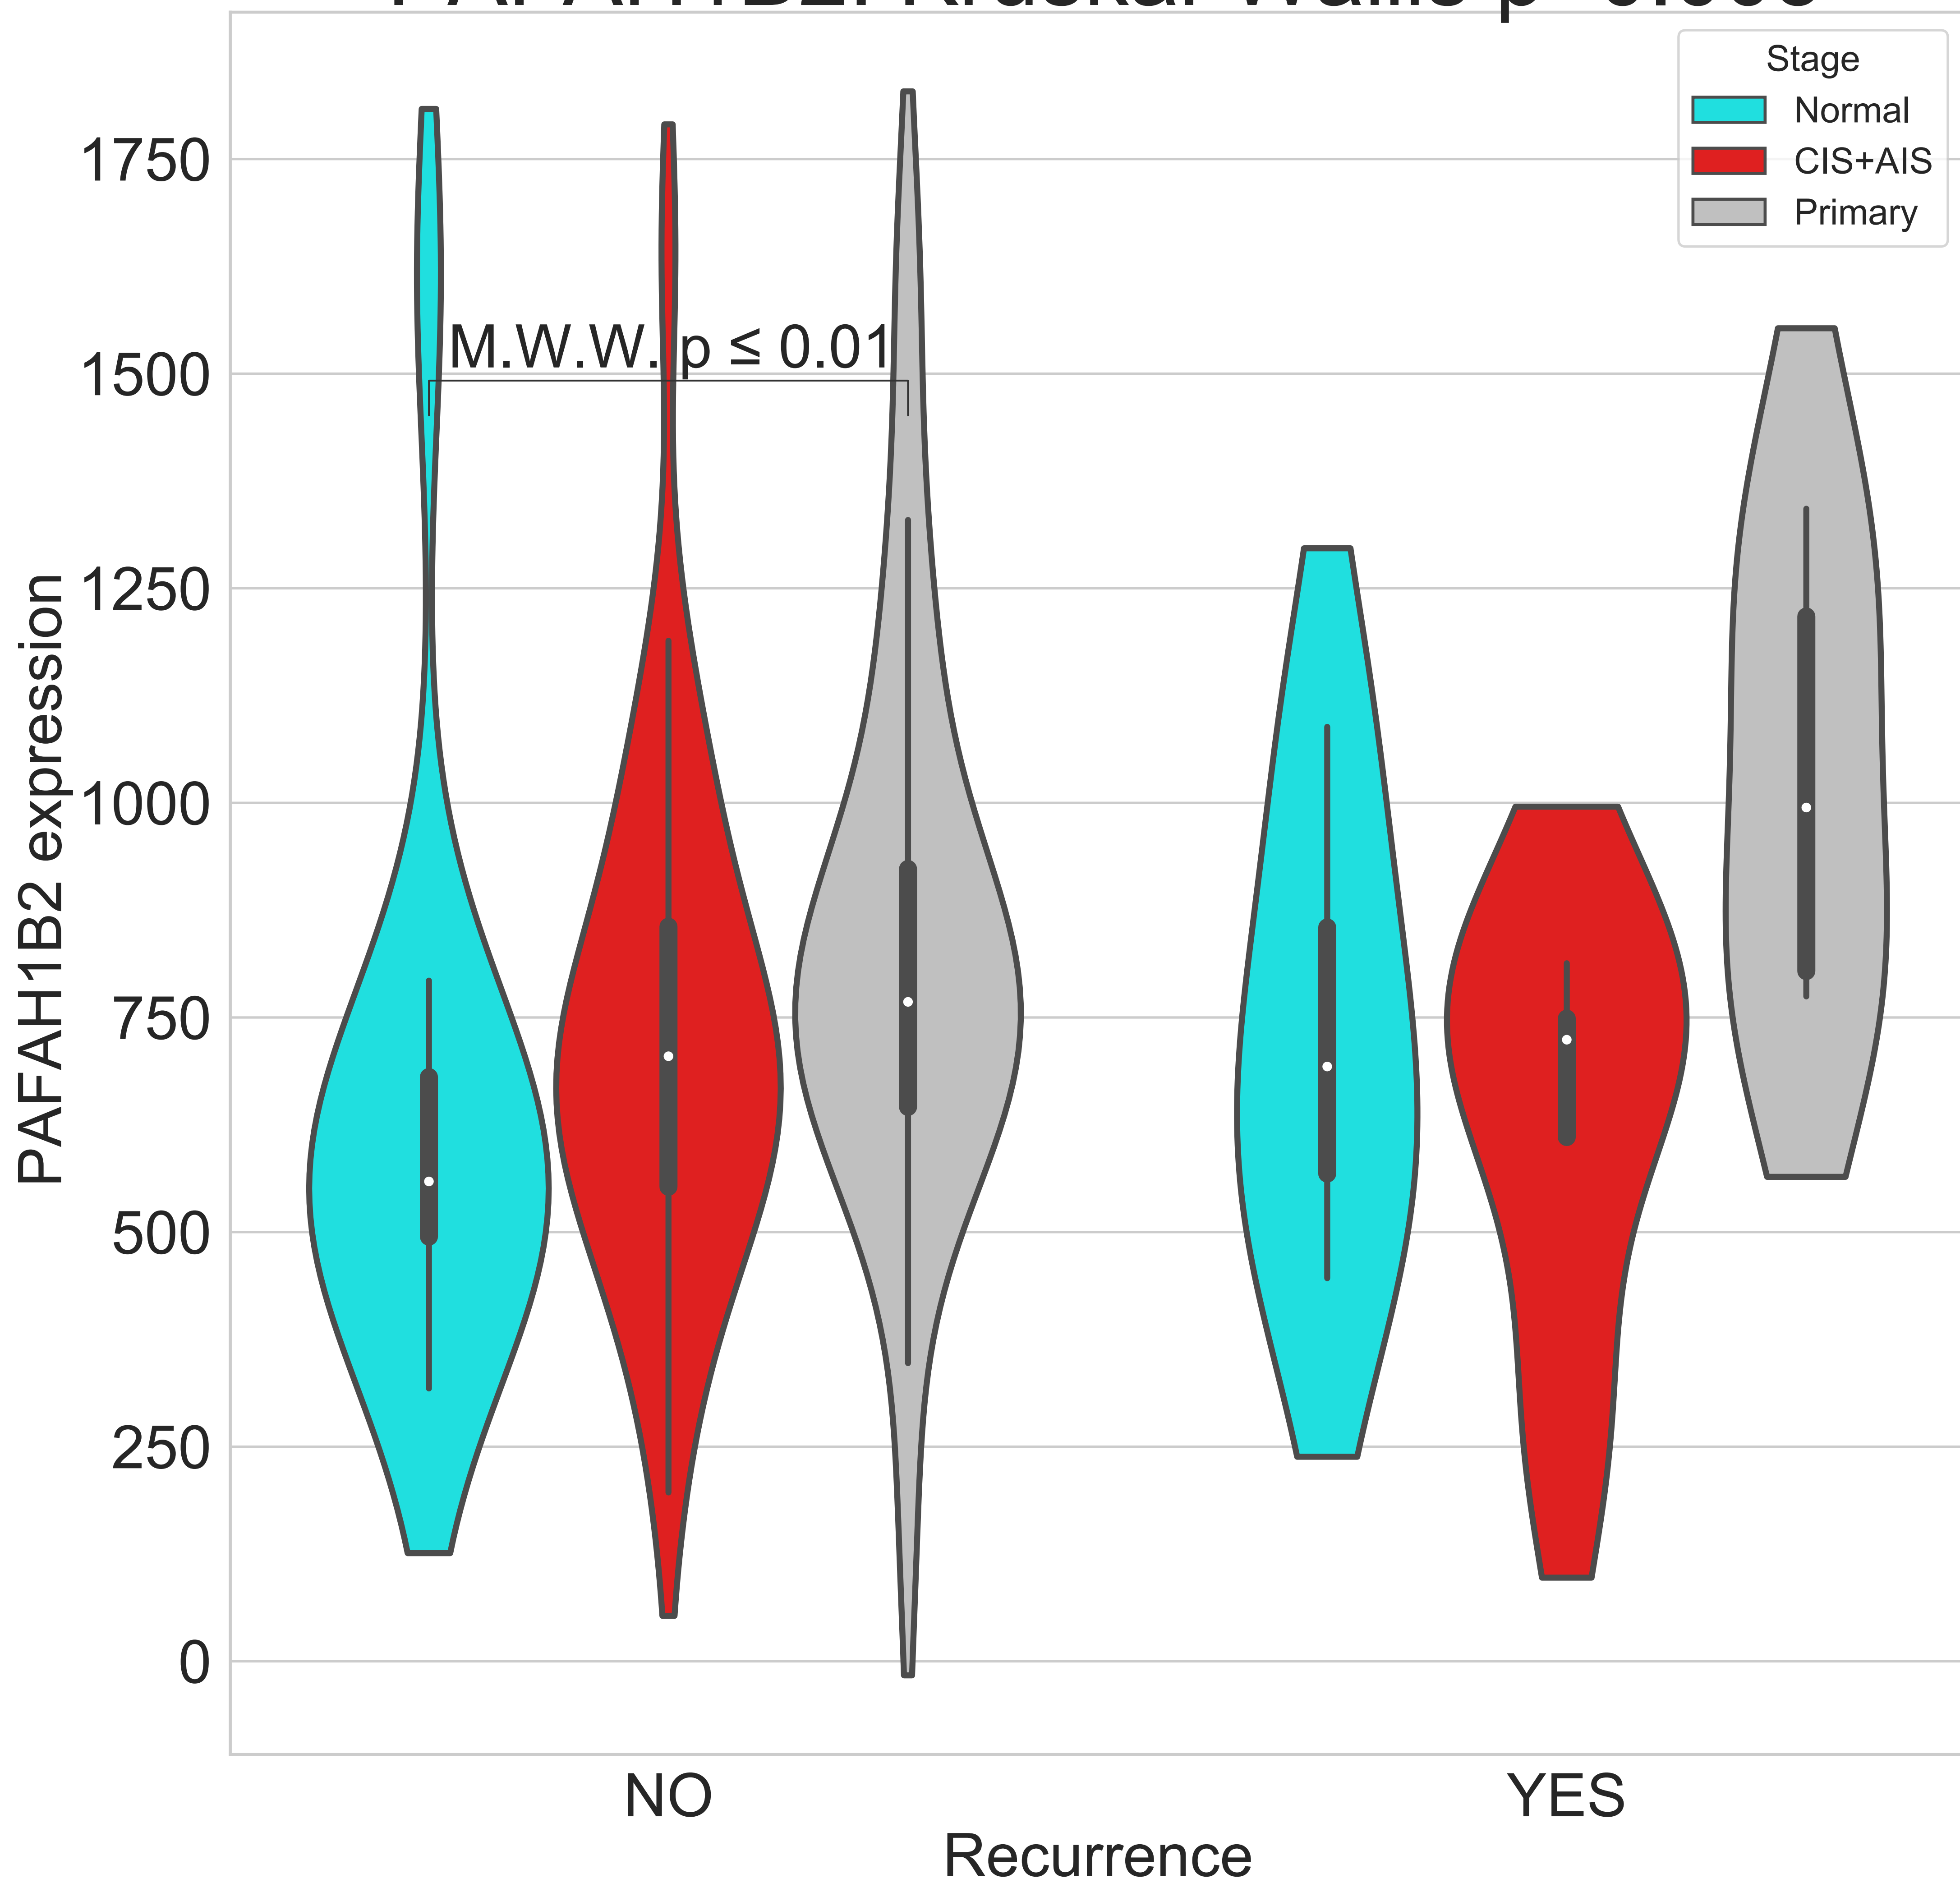 Stage
Normal
CIS+AIS
Primary
M.W.W. p ≤ 0.01
1750
1500
1250
1000
750
500
250
0
PAFAH1B2 expression
NO
YES
Recurrence